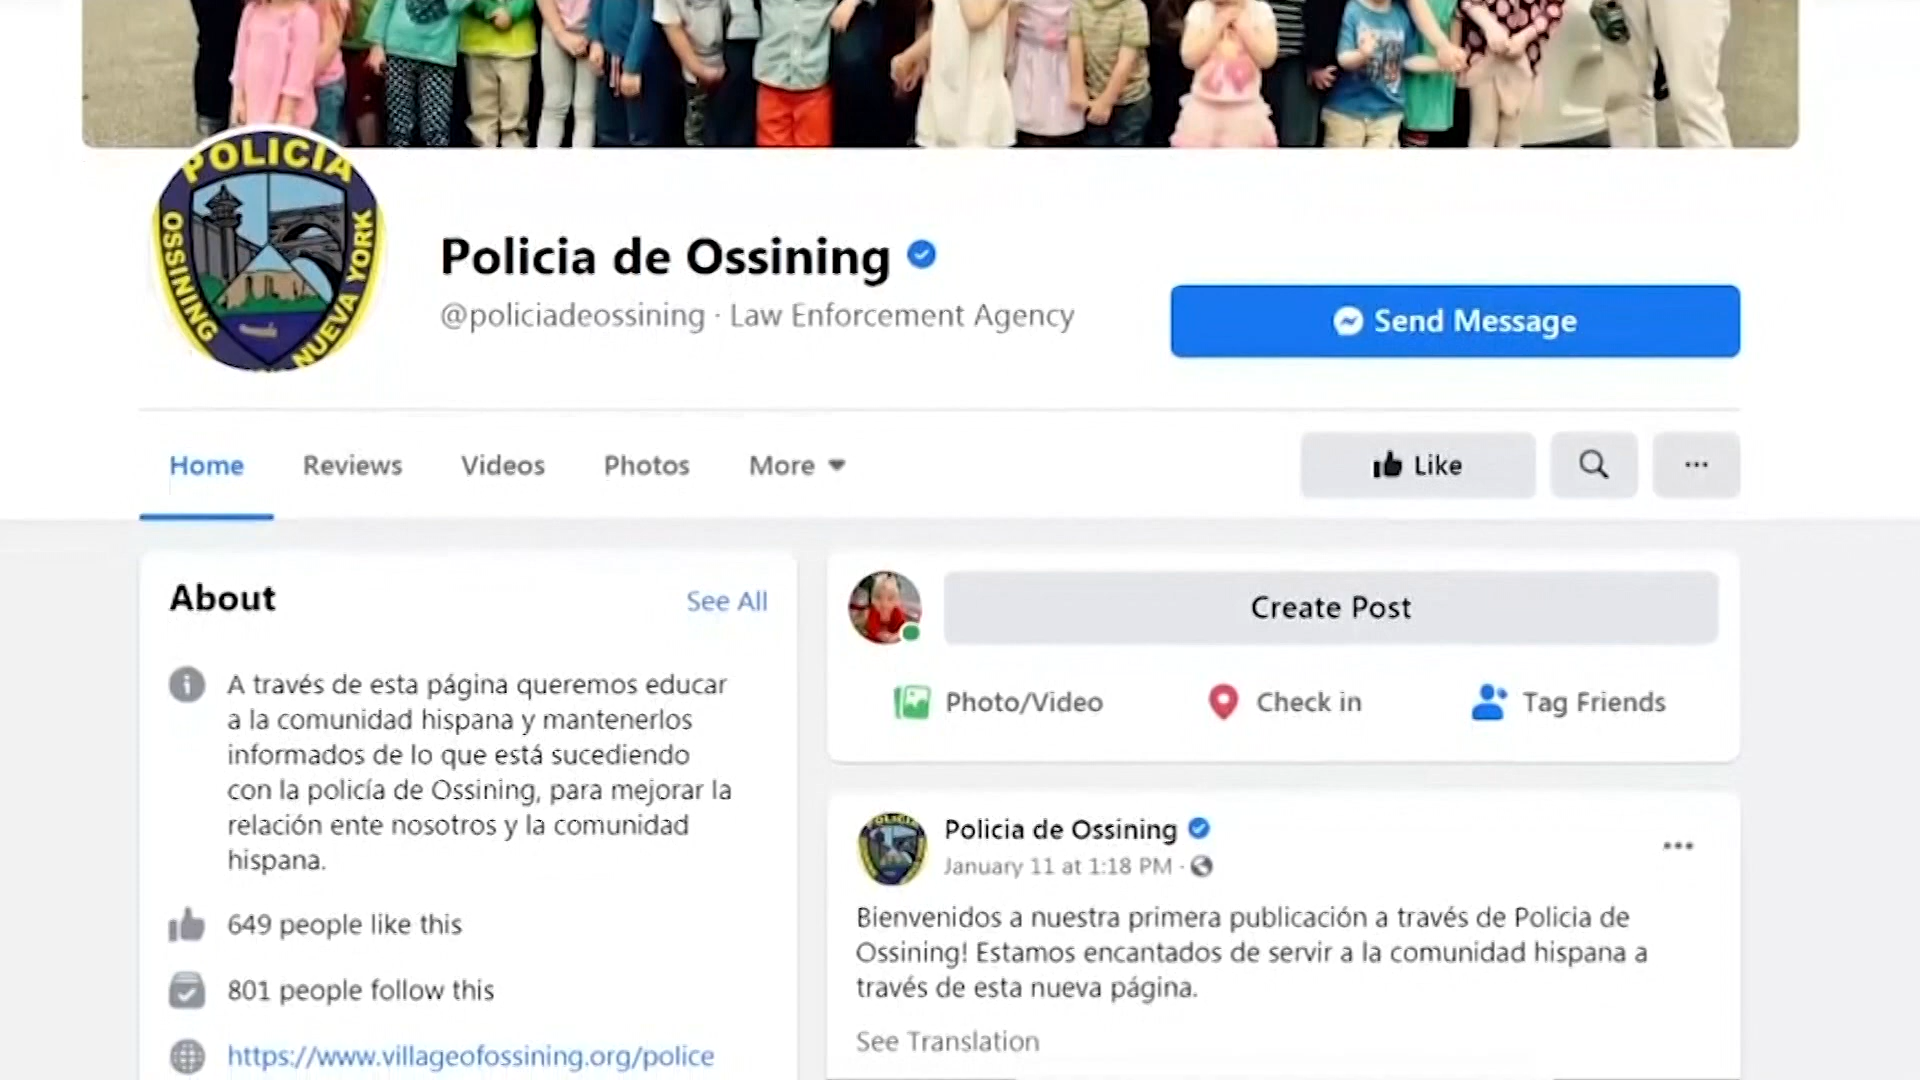 POLICIA
OSSINING
NUEVA YORK
Policia de Ossining
@policiadeossining · Law Enforcement Agency
Send Message
Home Reviews Videos Photos More
Like
About See All
A través de esta página queremos educar
a la comunidad hispana y mantenerlos
informados de lo que está sucediendo
con la policía de Ossining, para mejorar la
relación ente nosotros y la comunidad
hispana.
649 people like this
801 people follow this
https://www.villageofossining.org/police
Create Post
Photo/Video Check in Tag Friends
POLICIA
Policia de Ossining
January 11 at 1:18 PM ·
Bienvenidos a nuestra primera publicación a través de Policia de
Ossining! Estamos encantados de servir a la comunidad hispana a
través de esta nueva página.
See Translation